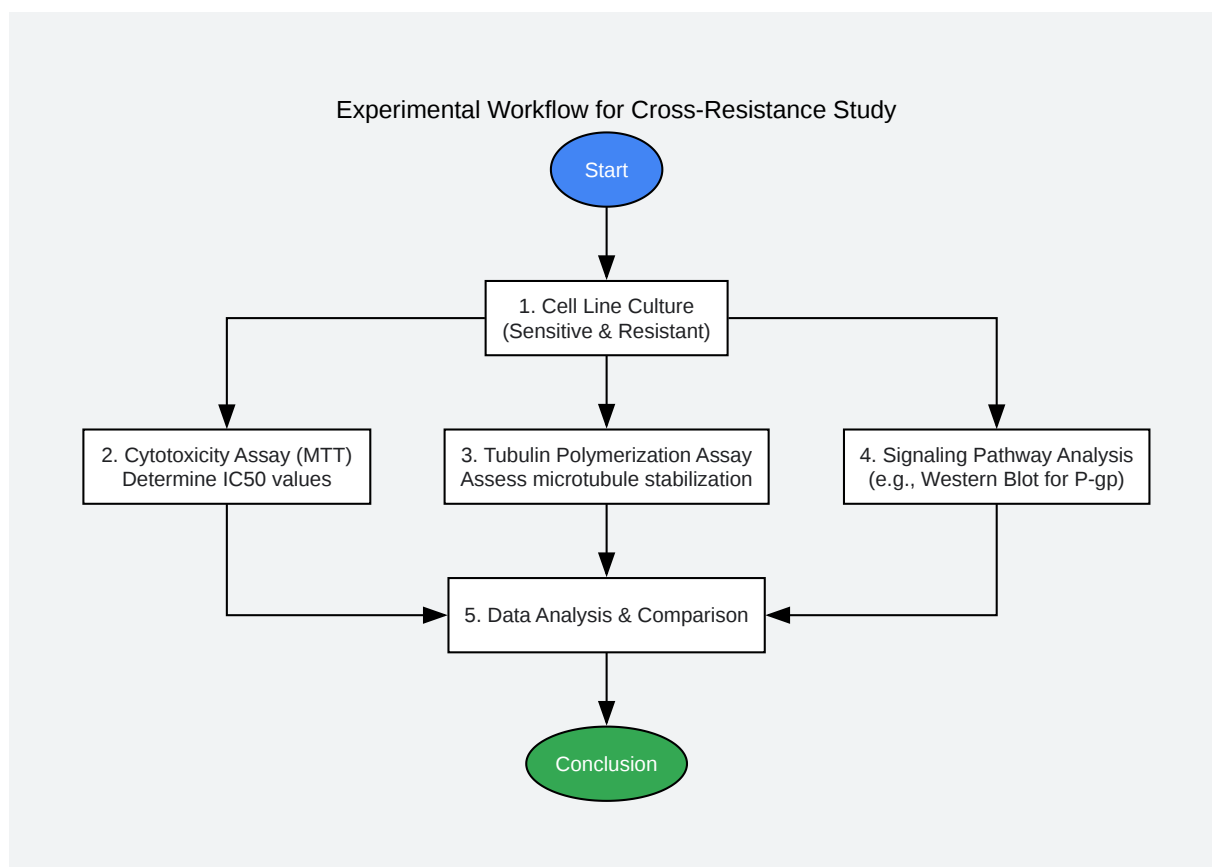 Experimental Workflow for Cross-Resistance Study
Start
1. Cell Line Culture
(Sensitive & Resistant)
2. Cytotoxicity Assay (MTT)
Determine IC50 values
3. Tubulin Polymerization Assay
Assess microtubule stabilization
4. Signaling Pathway Analysis
(e.g., Western Blot for P-gp)
5. Data Analysis & Comparison
Conclusion